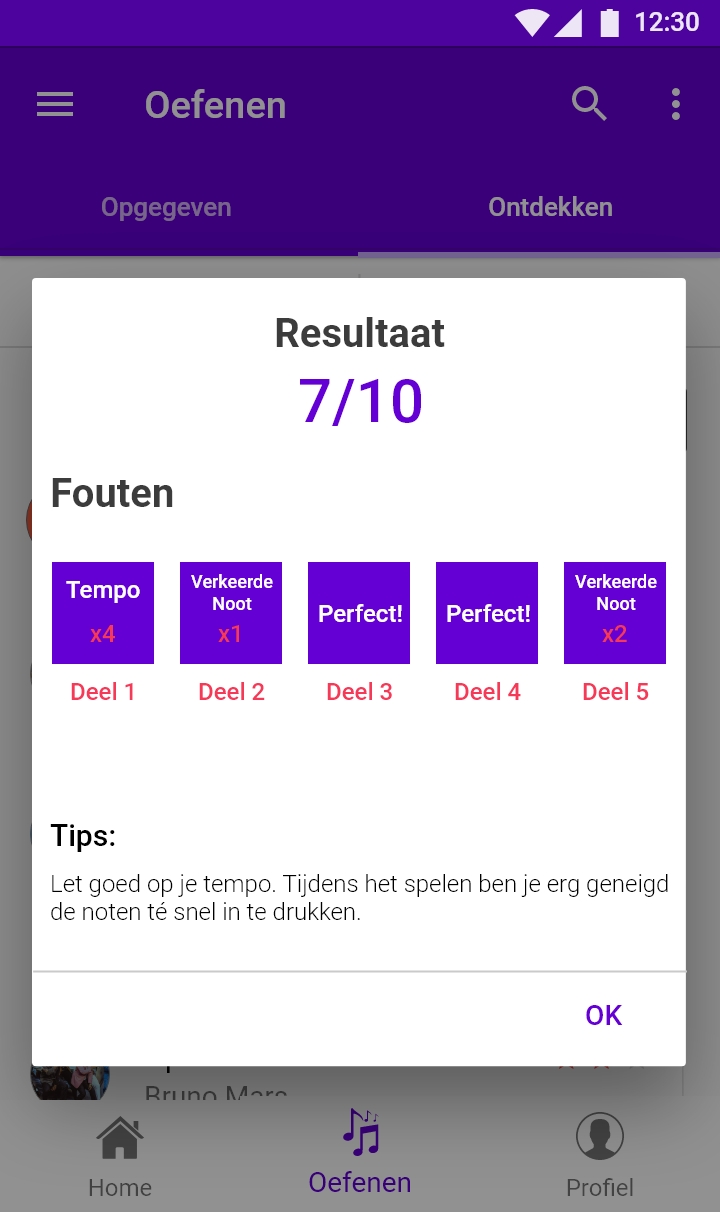 12:30
Oefenen
Opgegeven
Ontdekken
Resultaat
7/10
Fouten
Tempo
x4
Verkeerde
Noot
x1
Perfect!
Perfect!
Verkeerde
Noot
x2
Deel 1
Deel 2
Deel 3
Deel 4
Deel 5
Tips:
Let goed op je tempo. Tijdens het spelen ben je erg geneigd
de noten té snel in te drukken.
OK
Bruno Mars
Home
Oefenen
Profiel